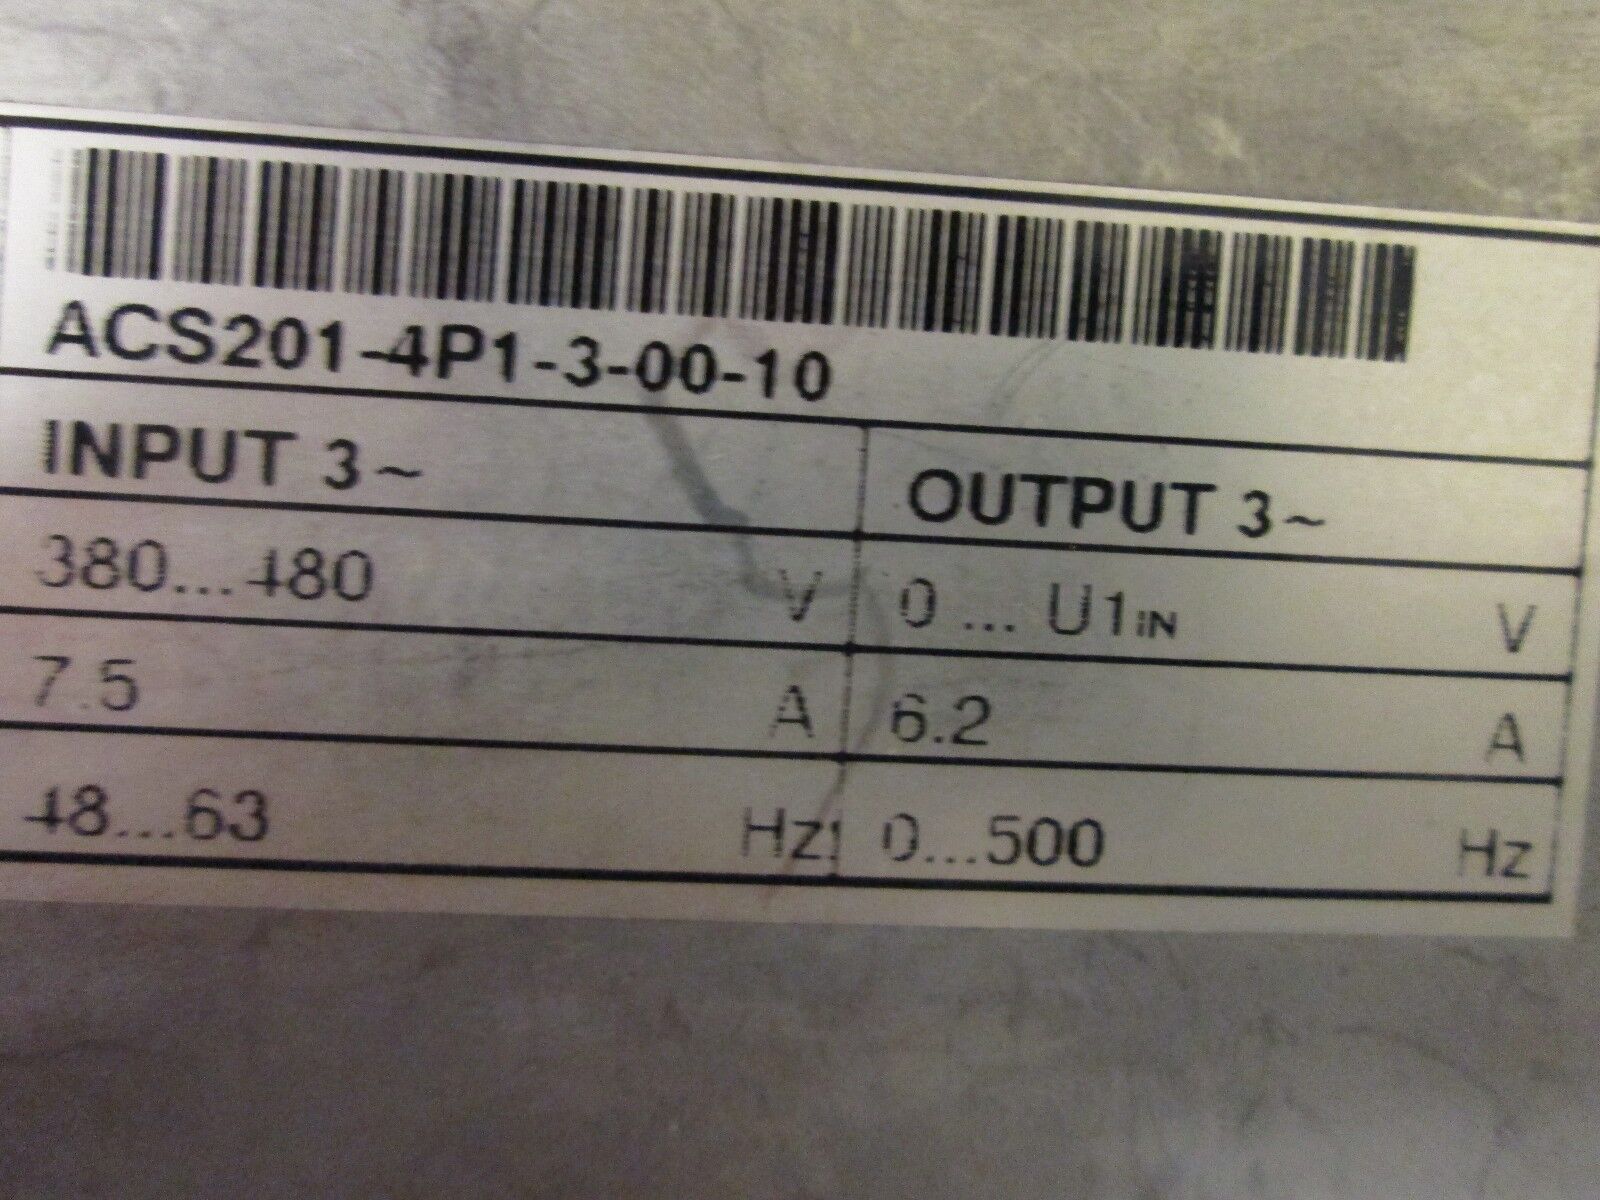 ACS201-4P1-3-00-10
INPUT 3~ OUTPUT 3~
380...480 V 0 ... U1IN V
7.5 A 6.2 A
48...63 Hz 0...500 Hz